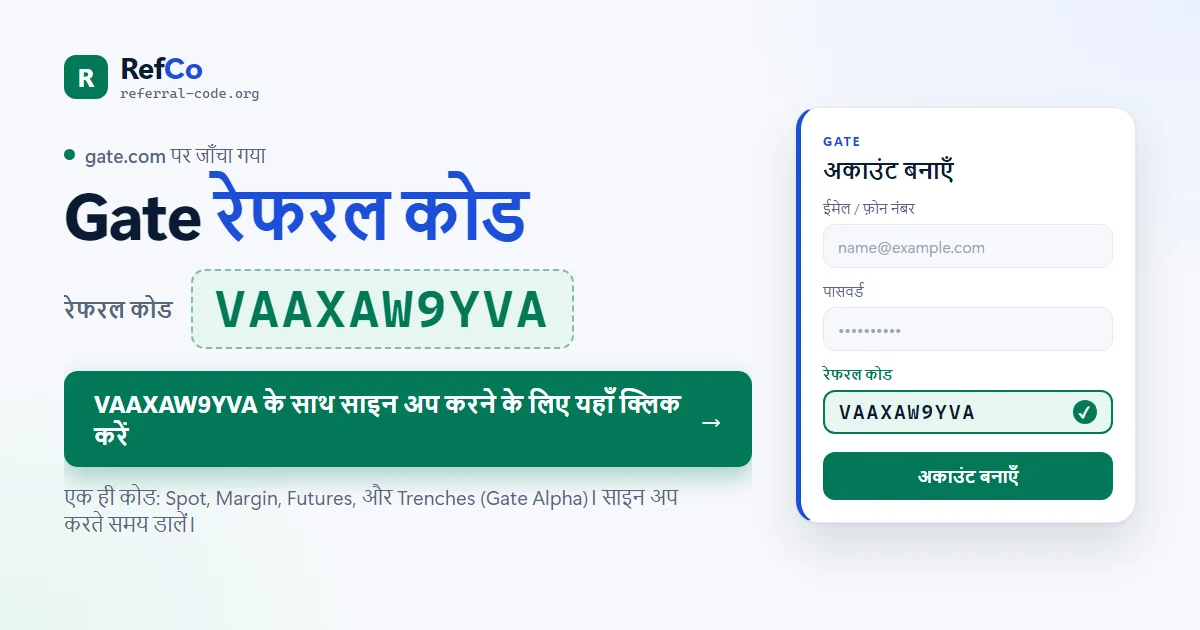 R
RefCo
referral-code.org
gate.com पर जाँचा गया
Gate रेफरल कोड
रेफरल कोड VAAXAW9YVA
VAAXAW9YVA के साथ साइन अप करने के लिए यहाँ क्लिक
करें →
एक ही कोड: Spot, Margin, Futures, और Trenches (Gate Alpha)। साइन अप
करते समय डालें।
GATE
अकाउंट बनाएँ
ईमेल / फ़ोन नंबर
name@example.com
पासवर्ड
••••••••••
रेफरल कोड
VAAXAW9YVA ✓
अकाउंट बनाएँ